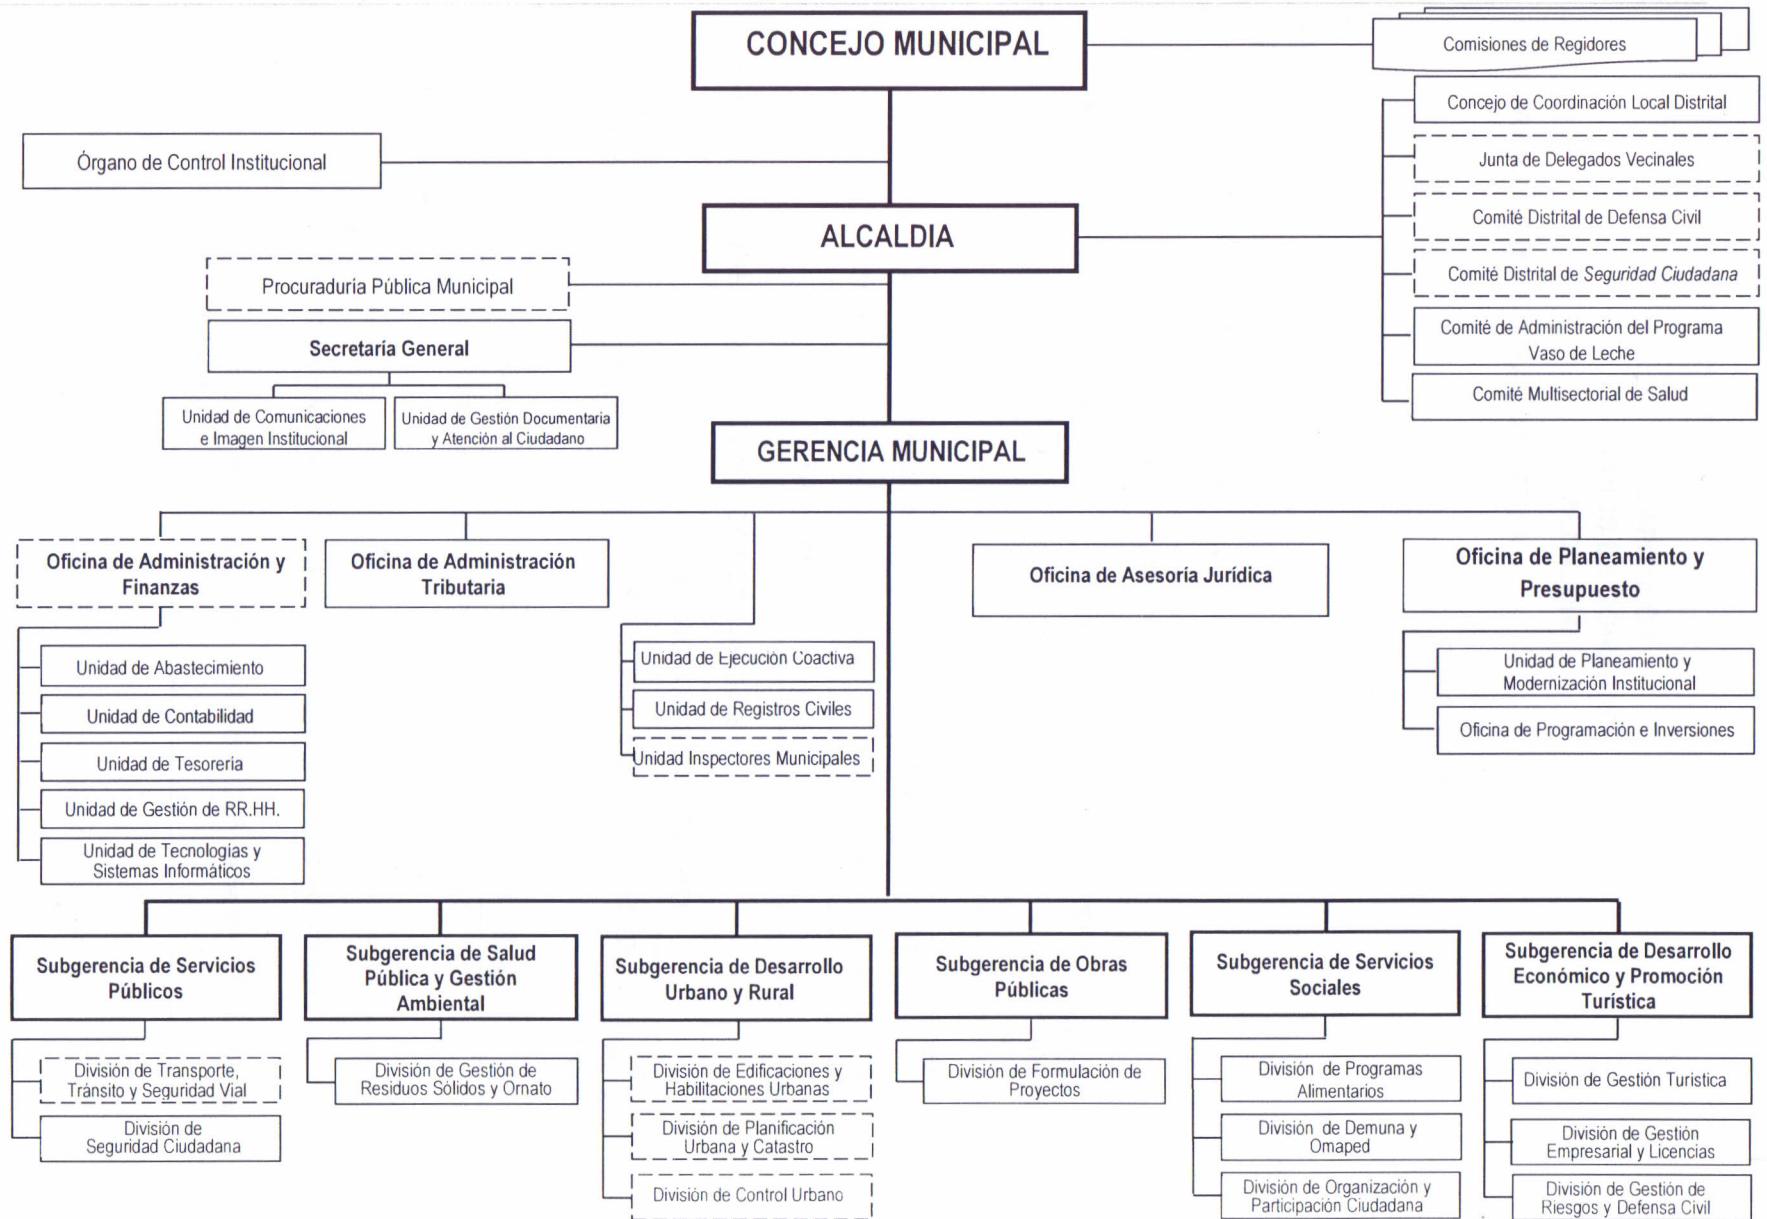 CONCEJO MUNICIPAL
Comisiones de Regidores
Concejo de Coordinación Local Distrital
Órgano de Control Institucional
Junta de Delegados Vecinales
Comité Distrital de Defensa Civil
ALCALDIA
Comité Distrital de Seguridad Ciudadana
Procuraduría Pública Municipal
Secretaría General
Comité de Administración del Programa
Vaso de Leche
Comité Multisectorial de Salud
Unidad de Comunicaciones
e Imagen Institucional
Unidad de Gestión Documentaria
y Atención al Ciudadano
GERENCIA MUNICIPAL
Oficina de Administración y
Finanzas
Oficina de Administración
Tributaria
Oficina de Asesoría Jurídica
Oficina de Planeamiento y
Presupuesto
Unidad de Abastecimiento
Unidad de Contabilidad
Unidad de Tesoreria
Unidad de Gestión de RR.HH.
Unidad de Tecnologías y
Sistemas Informáticos
Unidad de Ejecución Coactiva
Unidad de Registros Civiles
Unidad Inspectores Municipales
Unidad de Planeamiento y
Modernización Institucional
Oficina de Programación e Inversiones
Subgerencia de Servicios
Públicos
Subgerencia de Salud
Pública y Gestión
Ambiental
Subgerencia de Desarrollo
Urbano y Rural
Subgerencia de Obras
Públicas
Subgerencia de Servicios
Sociales
Subgerencia de Desarrollo
Económico y Promoción
Turística
División de Transporte,
Tránsito y Seguridad Vial
División de
Seguridad Ciudadana
División de Gestión de
Residuos Sólidos y Ornato
División de Edificaciones y
Habilitaciones Urbanas
División de Planificación
Urbana y Catastro
División de Control Urbano
División de Formulación de
Proyectos
División de Programas
Alimentarios
División de Demuna y
Omaped
División de Organización y
Participación Ciudadana
División de Gestión Turistica
División de Gestión
Empresarial y Licencias
División de Gestión de
Riesgos y Defensa Civil